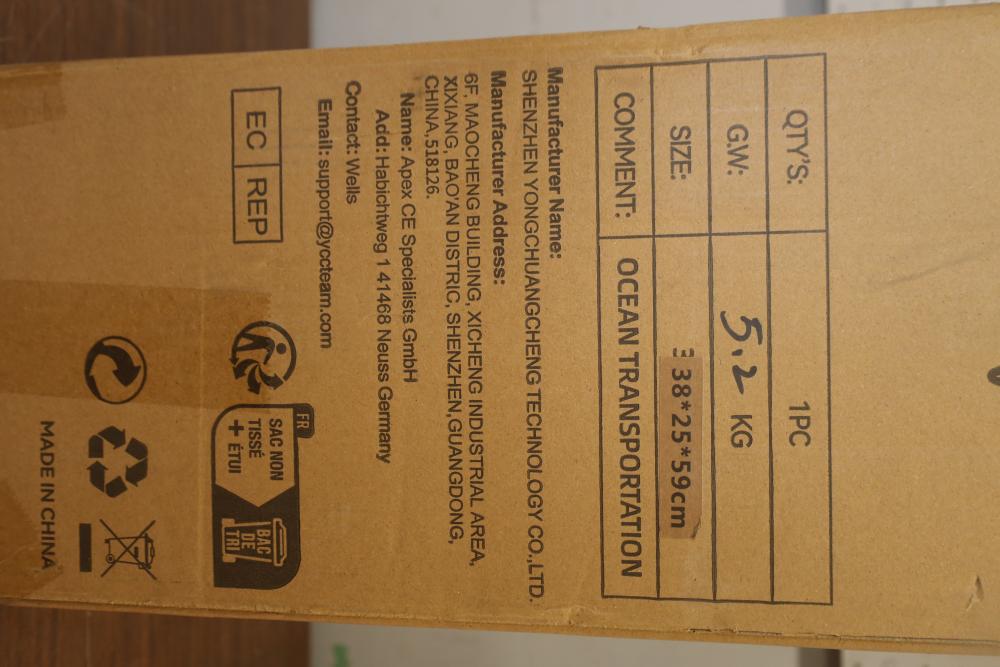 QTY'S: 1PC
G.W: 5.2 KG
SIZE: 38*25*59cm
COMMENT: OCEAN TRANSPORTATION
Manufacturer Name:
SHENZHEN YONGCHUANGCHENG TECHNOLOGY CO.,LTD.
Manufacturer Address:
6F, MAOCHENG BUILDING, XICHENG INDUSTRIAL AREA,
XIXIANG, BAO'AN DISTRIC, SHENZHEN,GUANGDONG,
CHINA,518126.
Name: Apex CE Specialists GmbH
Add: Habichtweg 1 41468 Neuss Germany
Contact: Wells
Email: support@yccteam.com
EC REP
FR
SAC NON
TISSÉ
+ ÉTUI
BAC
DE
TRI
MADE IN CHINA